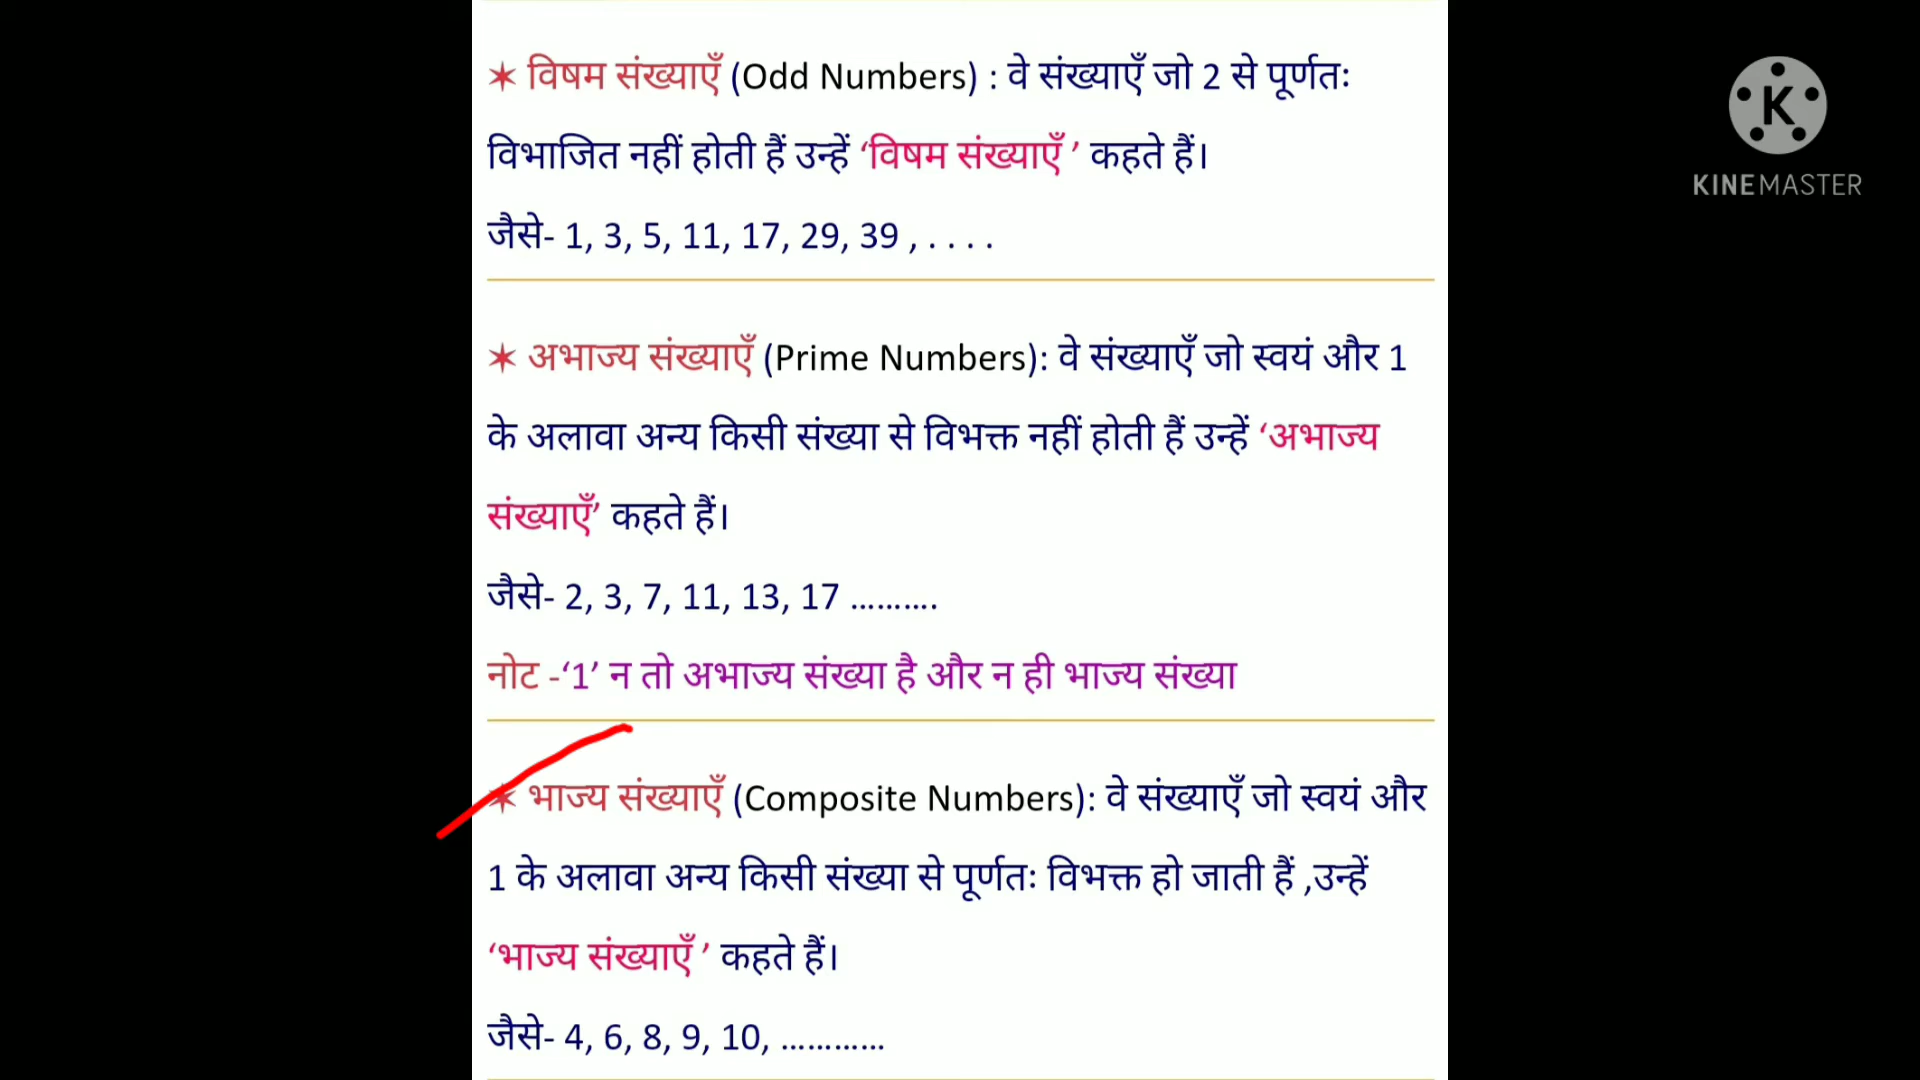 ✶ विषम संख्याएँ (Odd Numbers) : वे संख्याएँ जो 2 से पूर्णतः
विभाजित नहीं होती हैं उन्हें ‘विषम संख्याएँ ’ कहते हैं।
जैसे- 1, 3, 5, 11, 17, 29, 39 , . . . .
✶ अभाज्य संख्याएँ (Prime Numbers): वे संख्याएँ जो स्वयं और 1
के अलावा अन्य किसी संख्या से विभक्त नहीं होती हैं उन्हें ‘अभाज्य
संख्याएँ’ कहते हैं।
जैसे- 2, 3, 7, 11, 13, 17 ……….
नोट -‘1’ न तो अभाज्य संख्या है और न ही भाज्य संख्या
✶ भाज्य संख्याएँ (Composite Numbers): वे संख्याएँ जो स्वयं और
1 के अलावा अन्य किसी संख्या से पूर्णतः विभक्त हो जाती हैं ,उन्हें
‘भाज्य संख्याएँ ’ कहते हैं।
जैसे- 4, 6, 8, 9, 10, …………
K
KINEMASTER